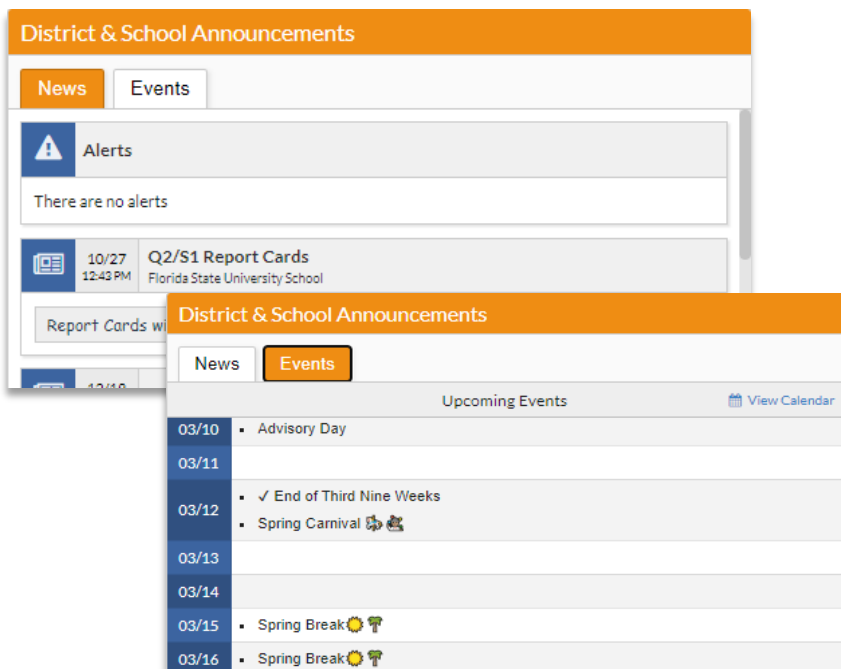 District & School Announcements
News Events
Alerts
There are no alerts
10/27 Q2/S1 Report Cards
12:43 PM Florida State University School
Report Cards
District & School Announcements
News Events
Upcoming Events View Calendar
03/10 ▪ Advisory Day
03/11
03/12 ▪ ✓ End of Third Nine Weeks
▪ Spring Carnival
03/13
03/14
03/15 ▪ Spring Break
03/16 ▪ Spring Break